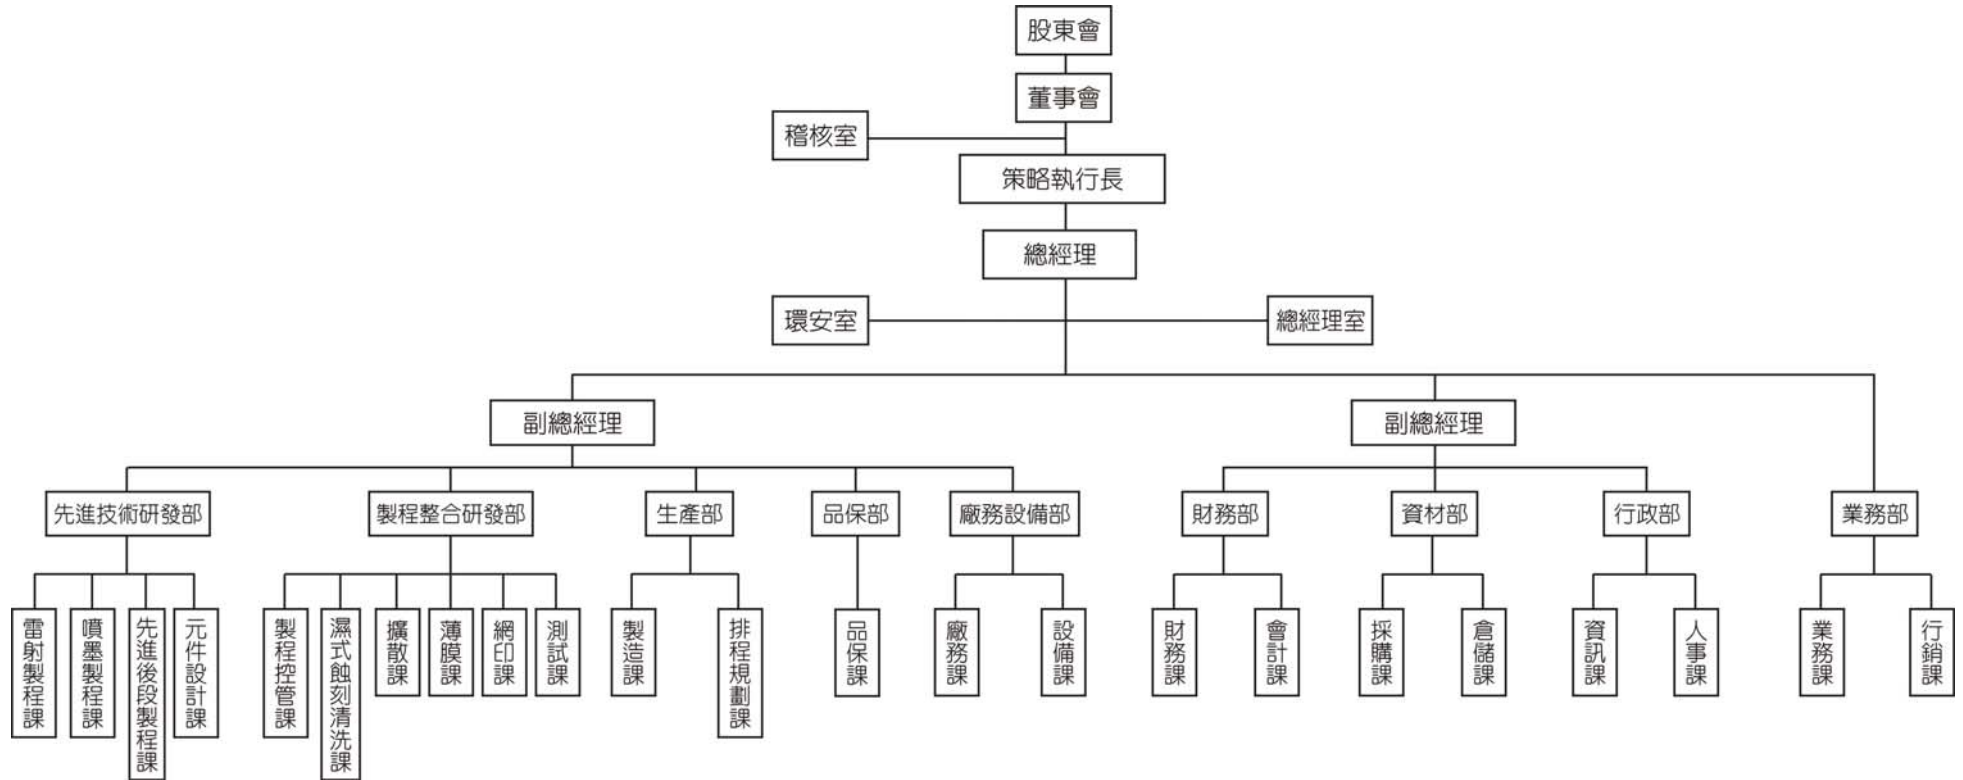 股東會
董事會
稽核室
策略執行長
總經理
環安室
總經理室
副總經理
副總經理
先進技術研發部
製程整合研發部
生產部
品保部
廠務設備部
財務部
資材部
行政部
業務部
雷射製程課
噴墨製程課
先進後段製程課
元件設計課
製程控管課
濕式蝕刻清洗課
擴散課
薄膜課
網印課
測試課
製造課
排程規劃課
品保課
廠務課
設備課
財務課
會計課
採購課
倉儲課
資訊課
人事課
業務課
行銷課